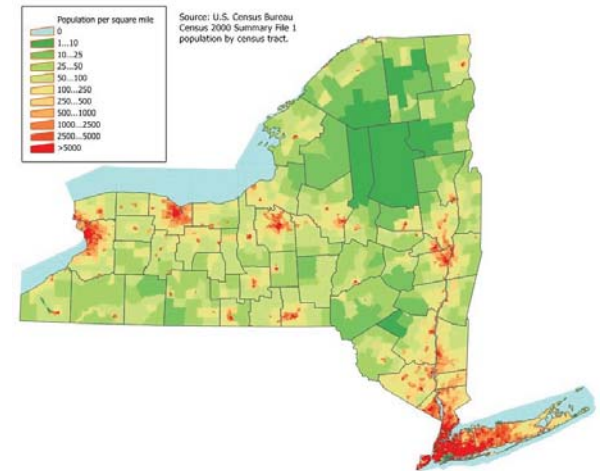 Population per square mile
0
1...10
10...25
25...50
50...100
100...250
250...500
500...1000
1000...2500
2500...5000
>5000
Source: U.S. Census Bureau
Census 2000 Summary File 1
population by census tract.